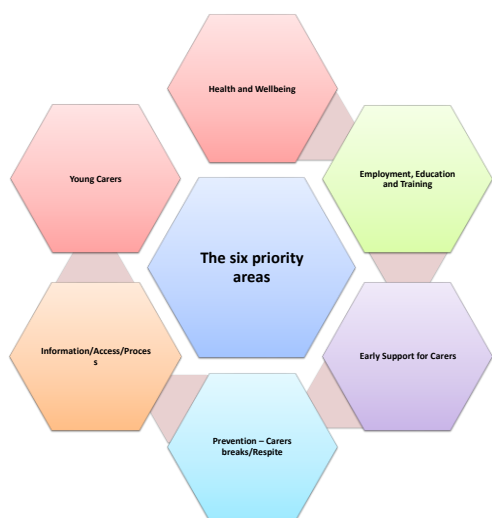 Health and Wellbeing
Employment, Education
and Training
Young Carers
The six priority
areas
Early Support for Carers
Information/Access/Proces
s
Prevention – Carers
breaks/Respite